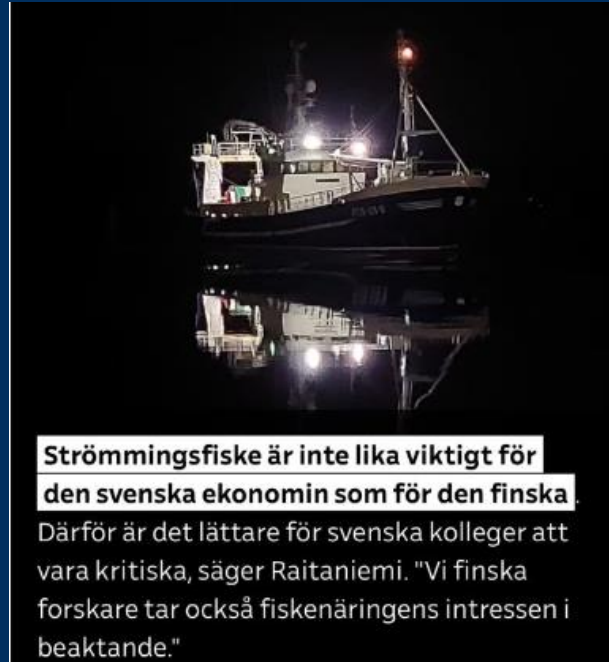 Strömmingsfiske är inte lika viktigt för
den svenska ekonomin som för den finska.
Därför är det lättare för svenska kolleger att
vara kritiska, säger Raitaniemi. "Vi finska
forskare tar också fiskenäringens intressen i
beaktande."